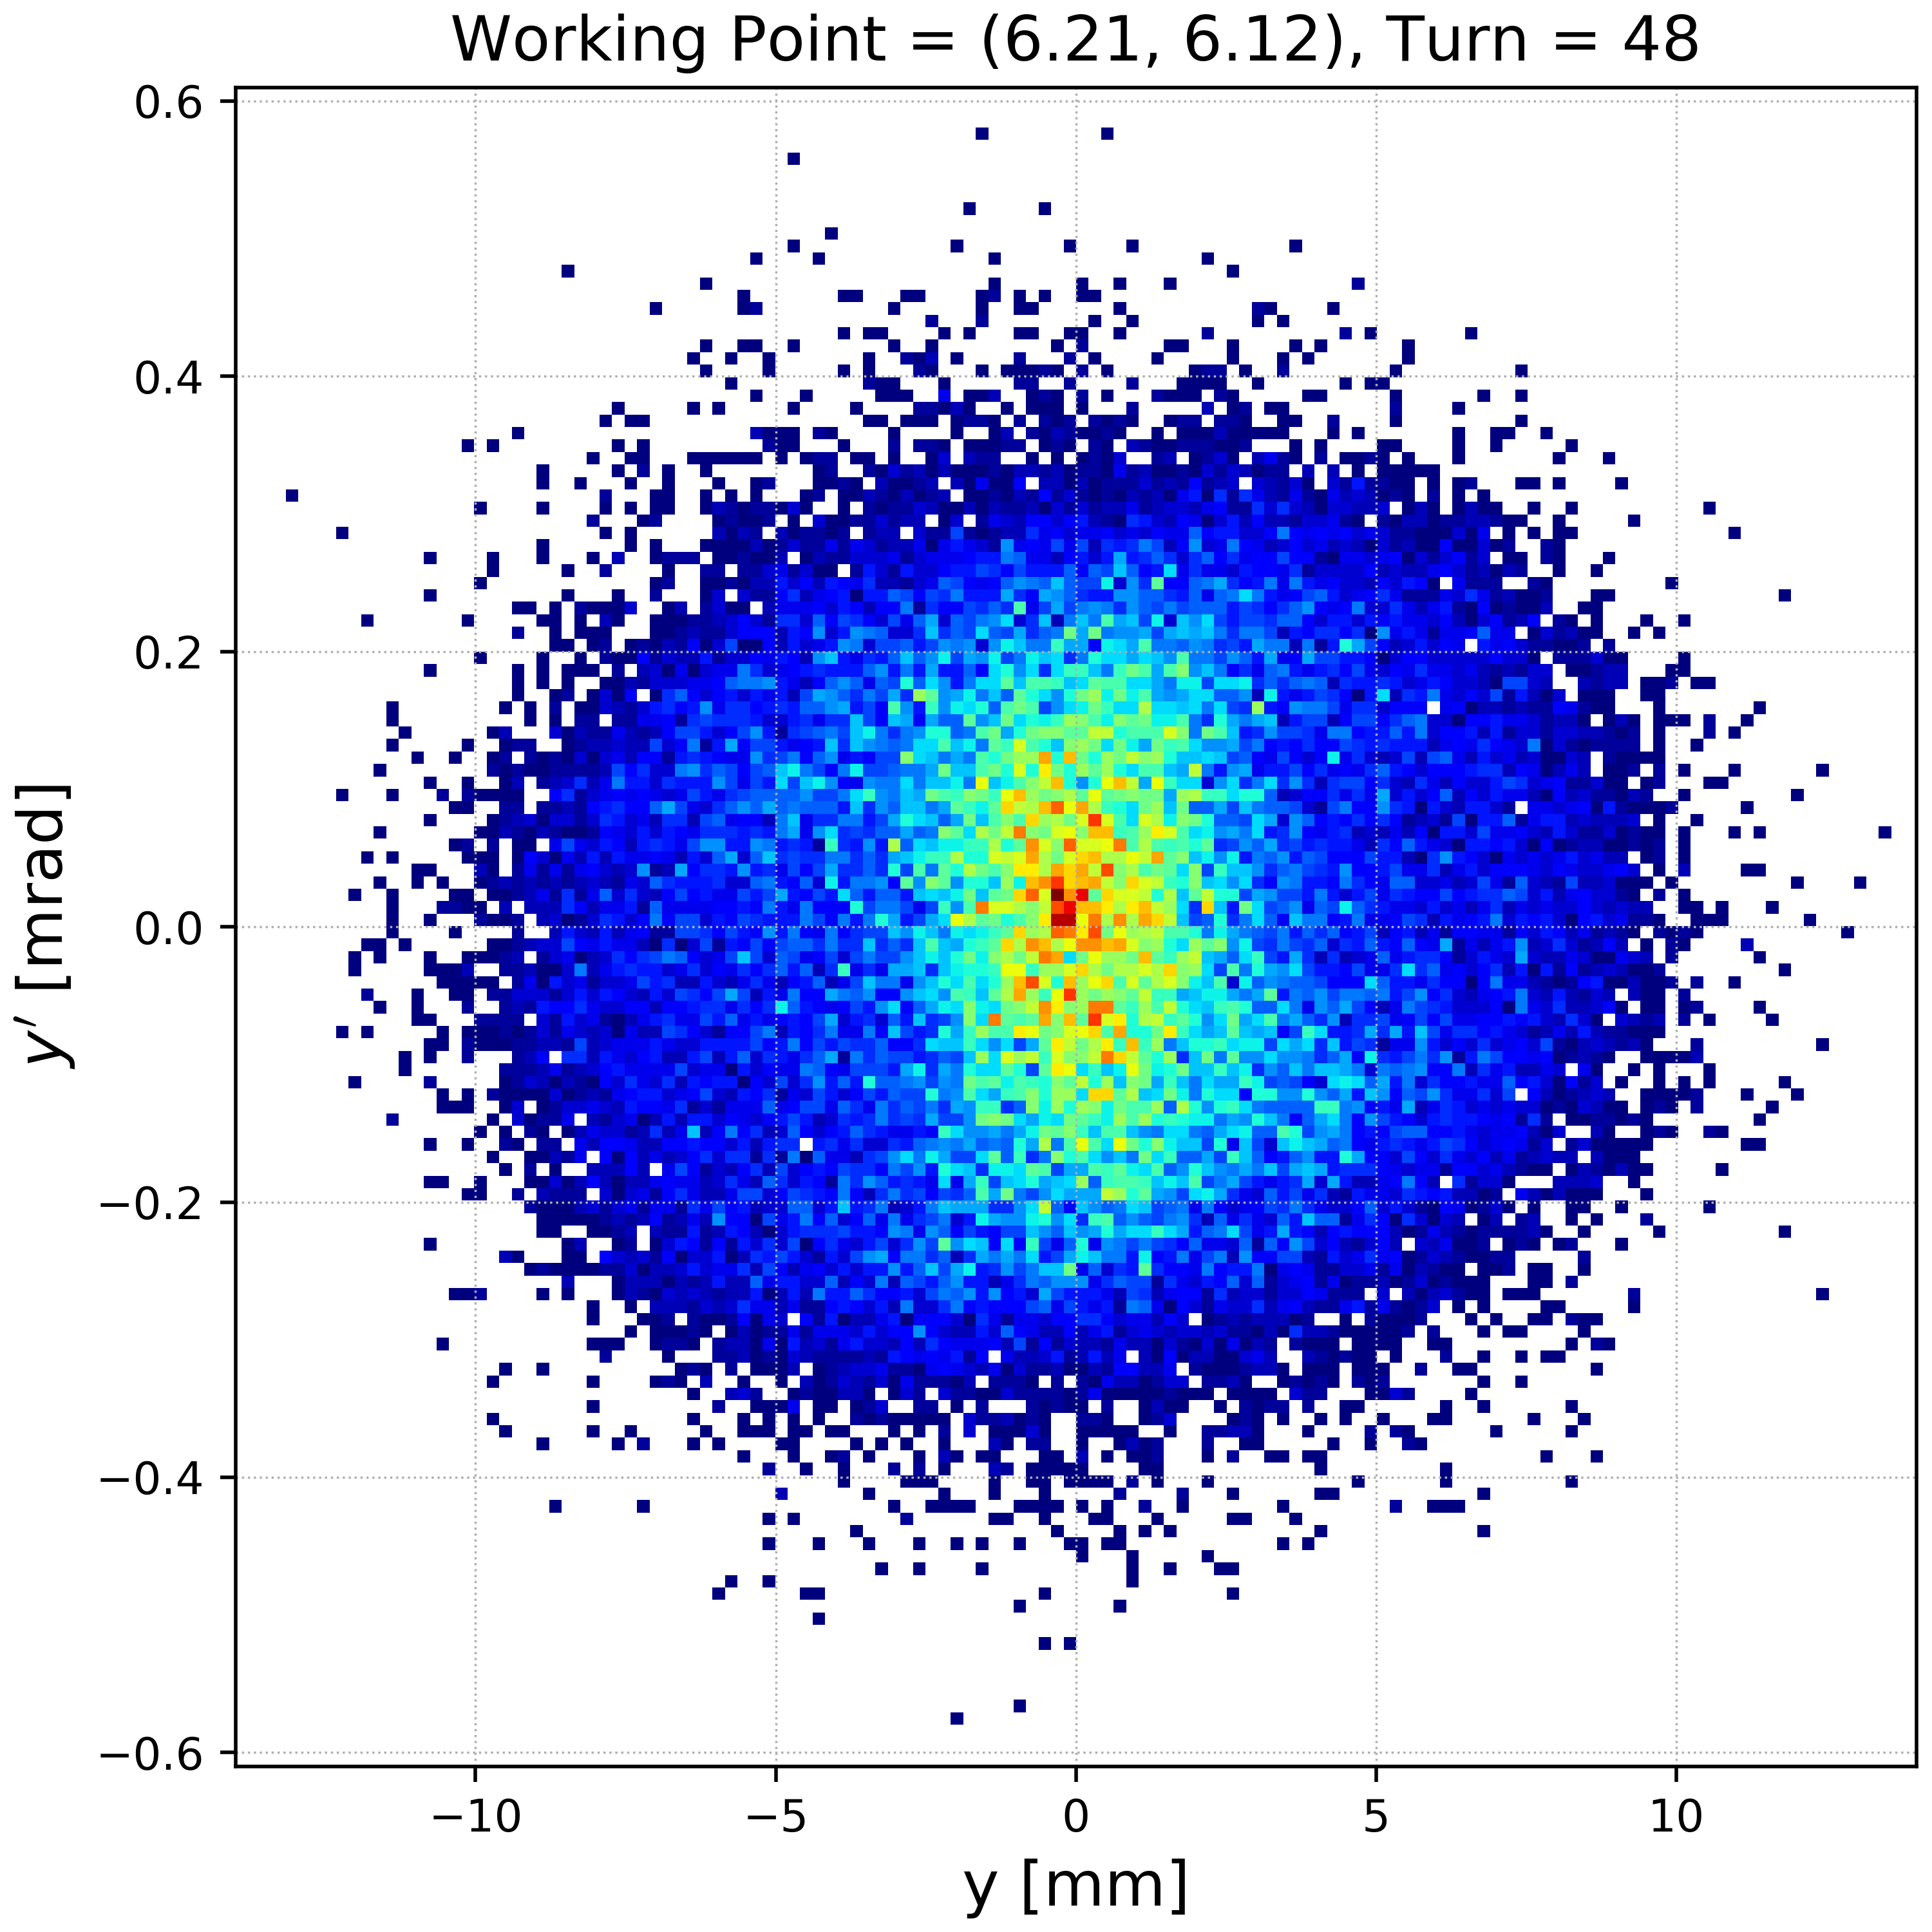 Working Point = (6.21, 6.12), Turn = 48
0.6
0.4
0.2
0.0
−0.2
−0.4
−0.6
y′ [mrad]
−10 −5 0 5 10
y [mm]